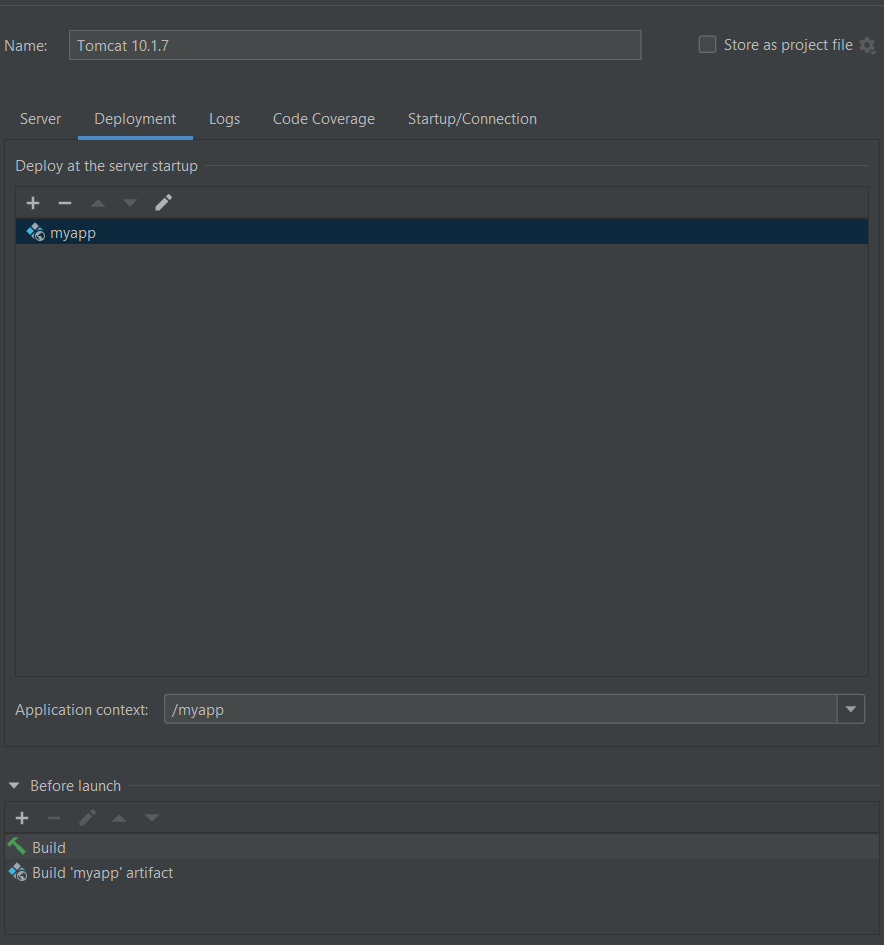 Name: Tomcat 10.1.7 Store as project file
Server Deployment Logs Code Coverage Startup/Connection
Deploy at the server startup
myapp
Application context: /myapp
Before launch
Build
Build 'myapp' artifact